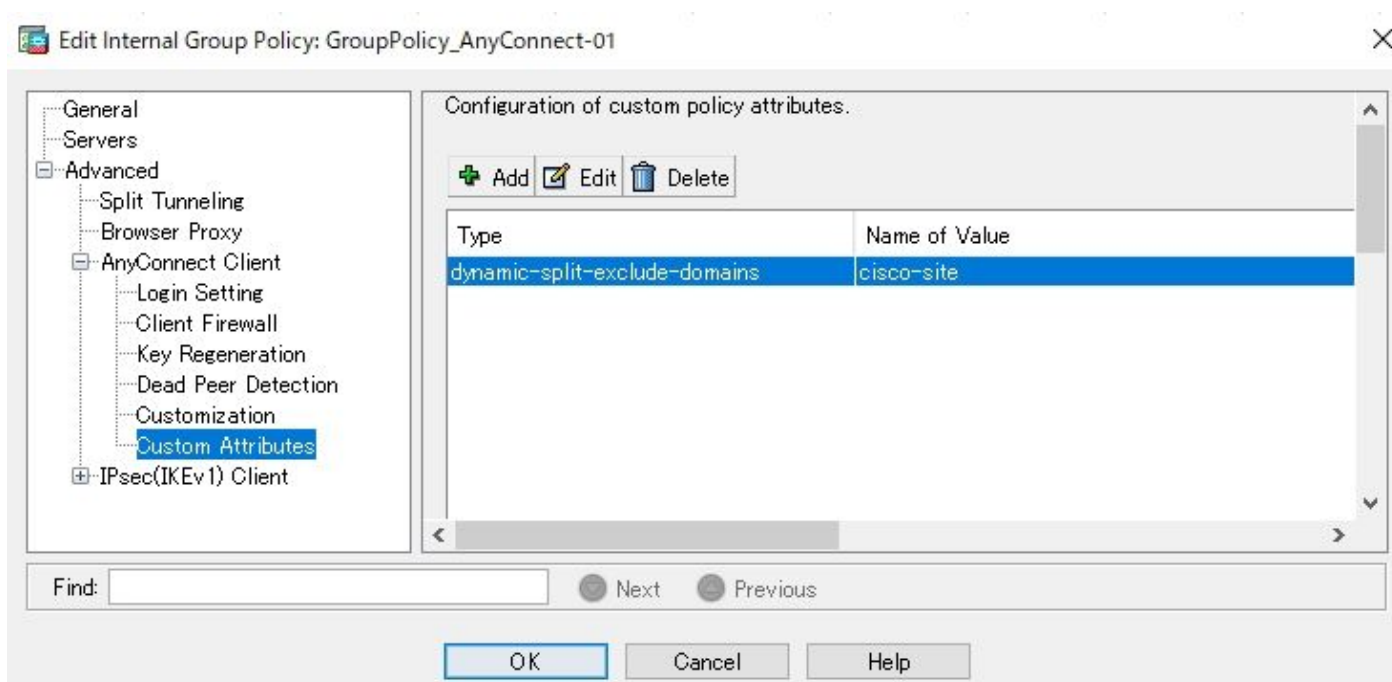 Edit Internal Group Policy: GroupPolicy_AnyConnect-01
General
Servers
Advanced
Split Tunneling
Browser Proxy
AnyConnect Client
Login Setting
Client Firewall
Key Regeneration
Dead Peer Detection
Customization
Custom Attributes
IPsec(IKEv1) Client
Configuration of custom policy attributes.
Add Edit Delete
Type Name of Value
dynamic-split-exclude-domains cisco-site
Find: Next Previous
OK Cancel Help